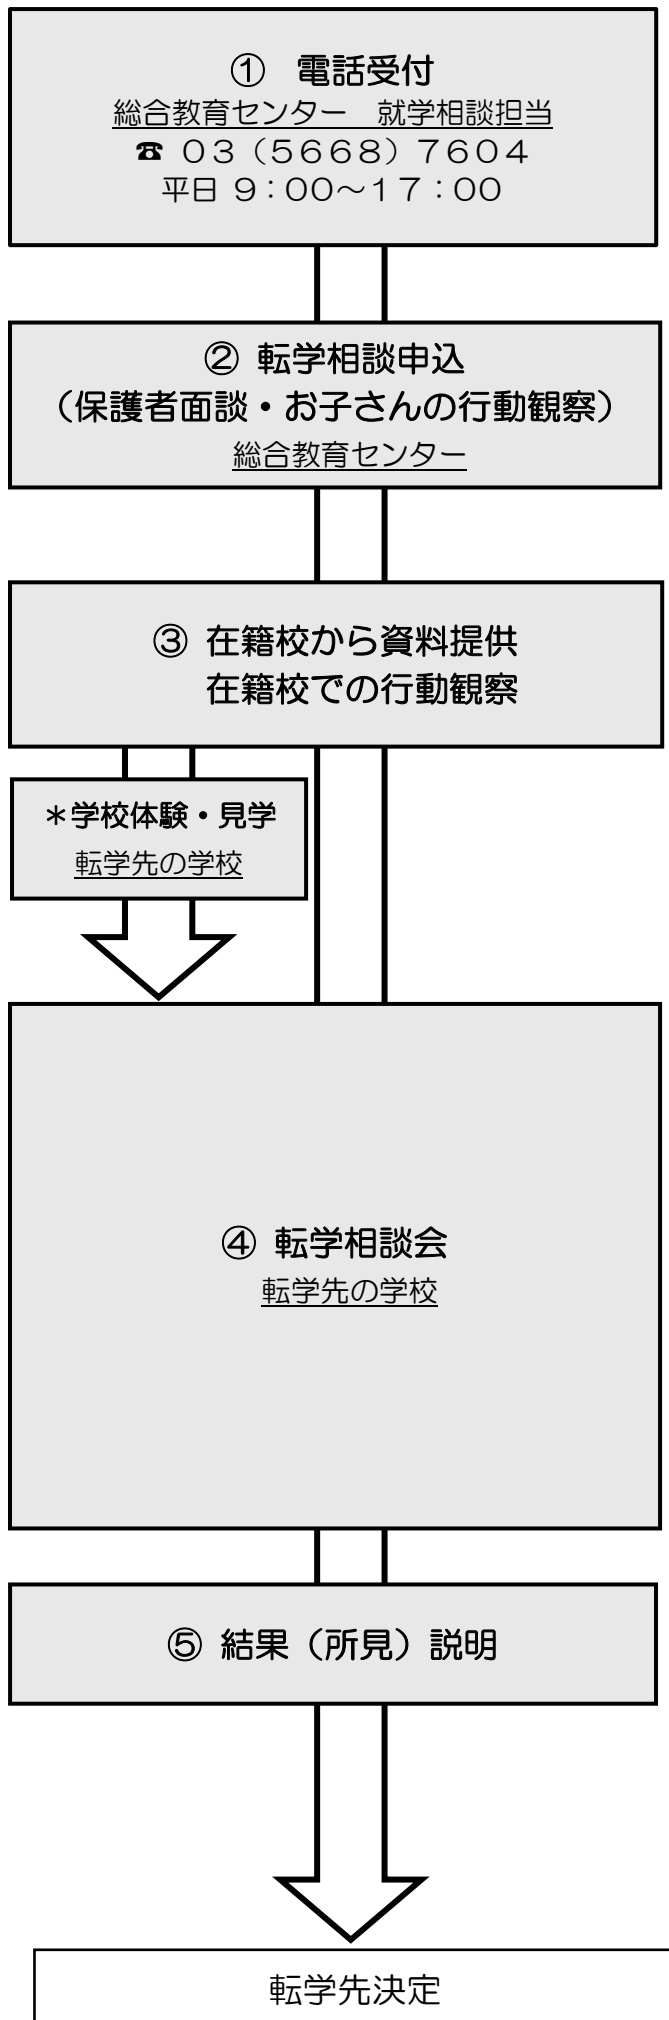 ① 電話受付
総合教育センター 就学相談担当
☎ ０３（５６６８）７６０４
平日 ９：００～１７：００
② 転学相談申込
（保護者面談・お子さんの行動観察）
総合教育センター
③ 在籍校から資料提供
在籍校での行動観察
＊学校体験・見学
転学先の学校
④ 転学相談会
転学先の学校
⑤ 結果（所見）説明
転学先決定